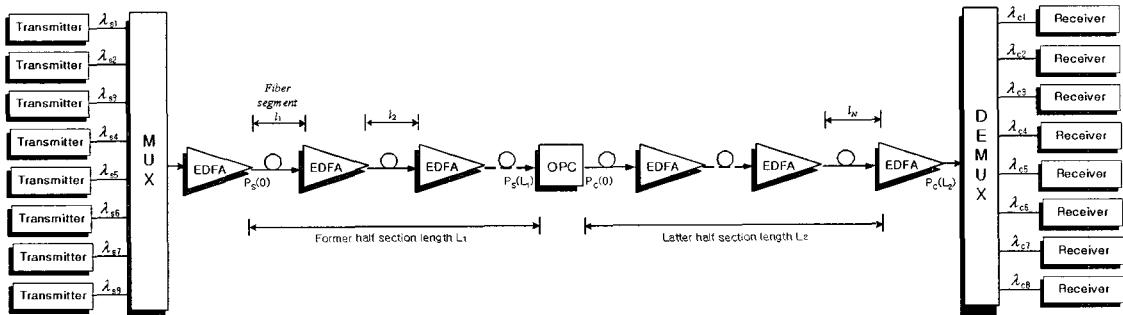 Transmitter λs1
Transmitter λs2
Transmitter λs3
Transmitter λs4
Transmitter λs5
Transmitter λs6
Transmitter λs7
Transmitter λs8
MUX
EDFA
Ps(0)
Fiber
segment
l1
EDFA
l2
EDFA
Ps(L1)
OPC
Pc(0)
EDFA
EDFA
lN
EDFA
Pc(L2)
Former half section length L1
Latter half section length L2
DEMUX
λc1 Receiver
λc2 Receiver
λc3 Receiver
λc4 Receiver
λc5 Receiver
λc6 Receiver
λc7 Receiver
λc8 Receiver